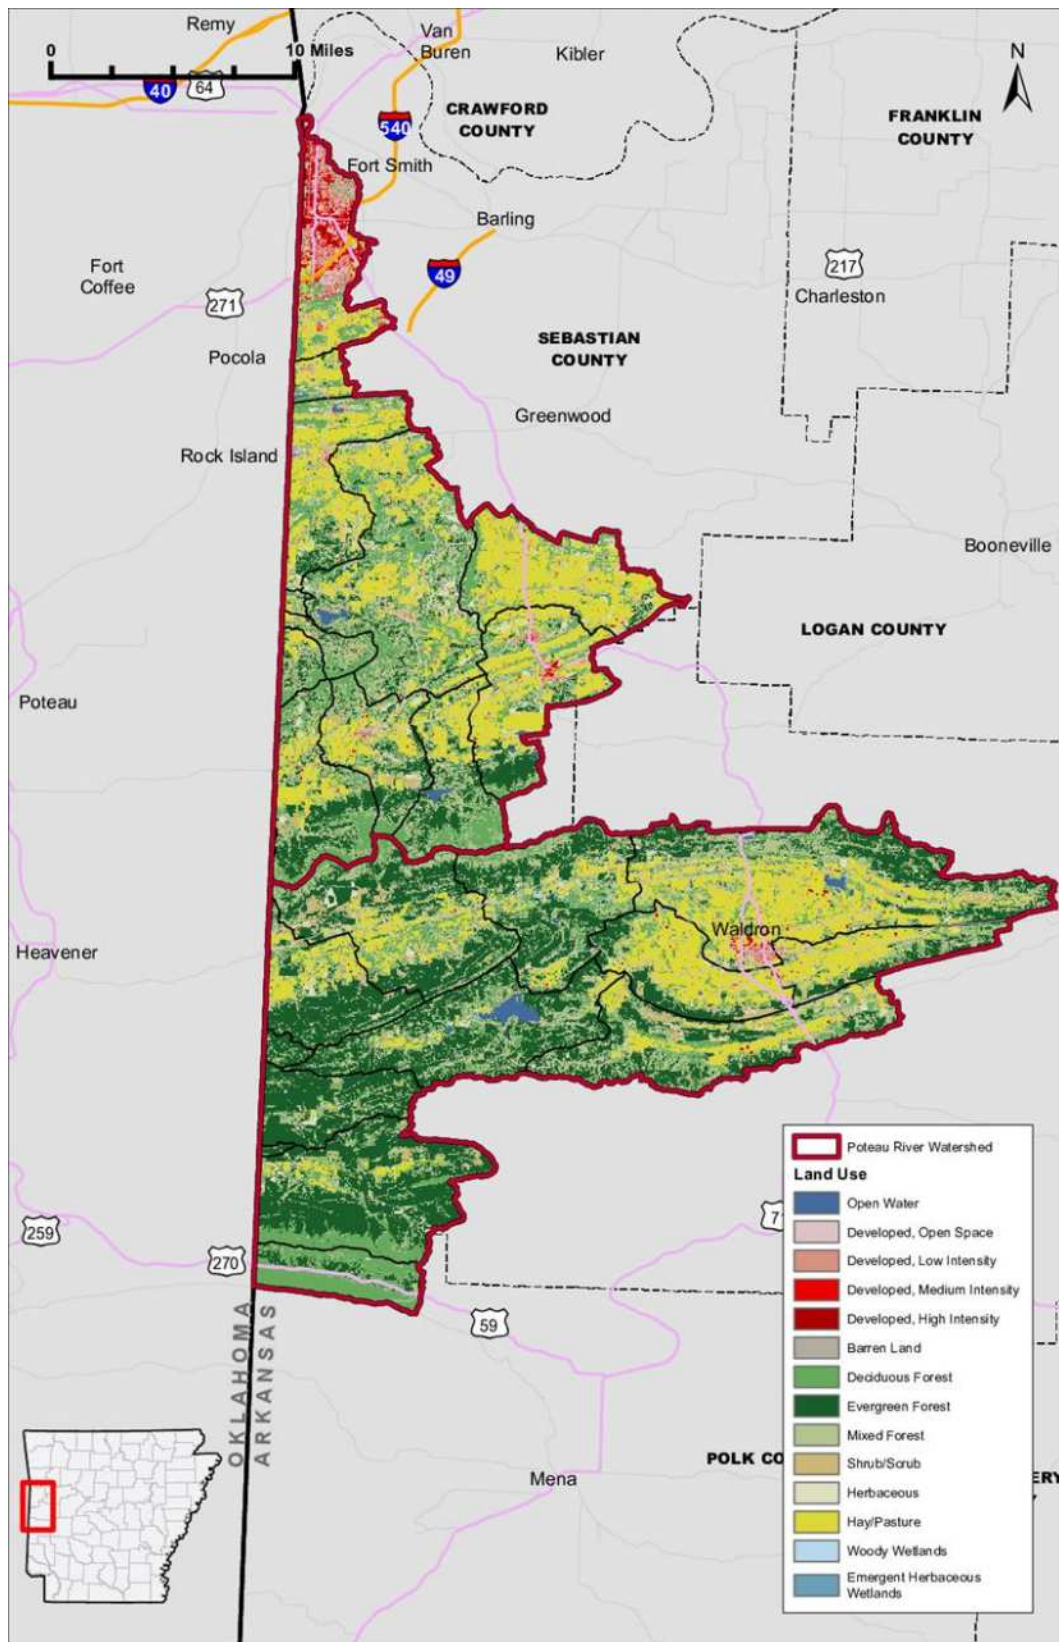 Remy
Van
Buren
Kibler
0
10 Miles
N
40
64
540
CRAWFORD
COUNTY
FRANKLIN
COUNTY
Fort Smith
Barling
Fort
Coffee
49
217
271
Charleston
SEBASTIAN
COUNTY
Pocola
Greenwood
Rock Island
Booneville
LOGAN COUNTY
Poteau
Waldron
Heavener
Poteau River Watershed
Land Use
Open Water
Developed, Open Space
Developed, Low Intensity
Developed, Medium Intensity
Developed, High Intensity
Barren Land
Deciduous Forest
Evergreen Forest
Mixed Forest
Shrub/Scrub
Herbaceous
Hay/Pasture
Woody Wetlands
Emergent Herbaceous
Wetlands
259
270
7
59
OKLAHOMA
ARKANSAS
POLK CO
ERY
Mena